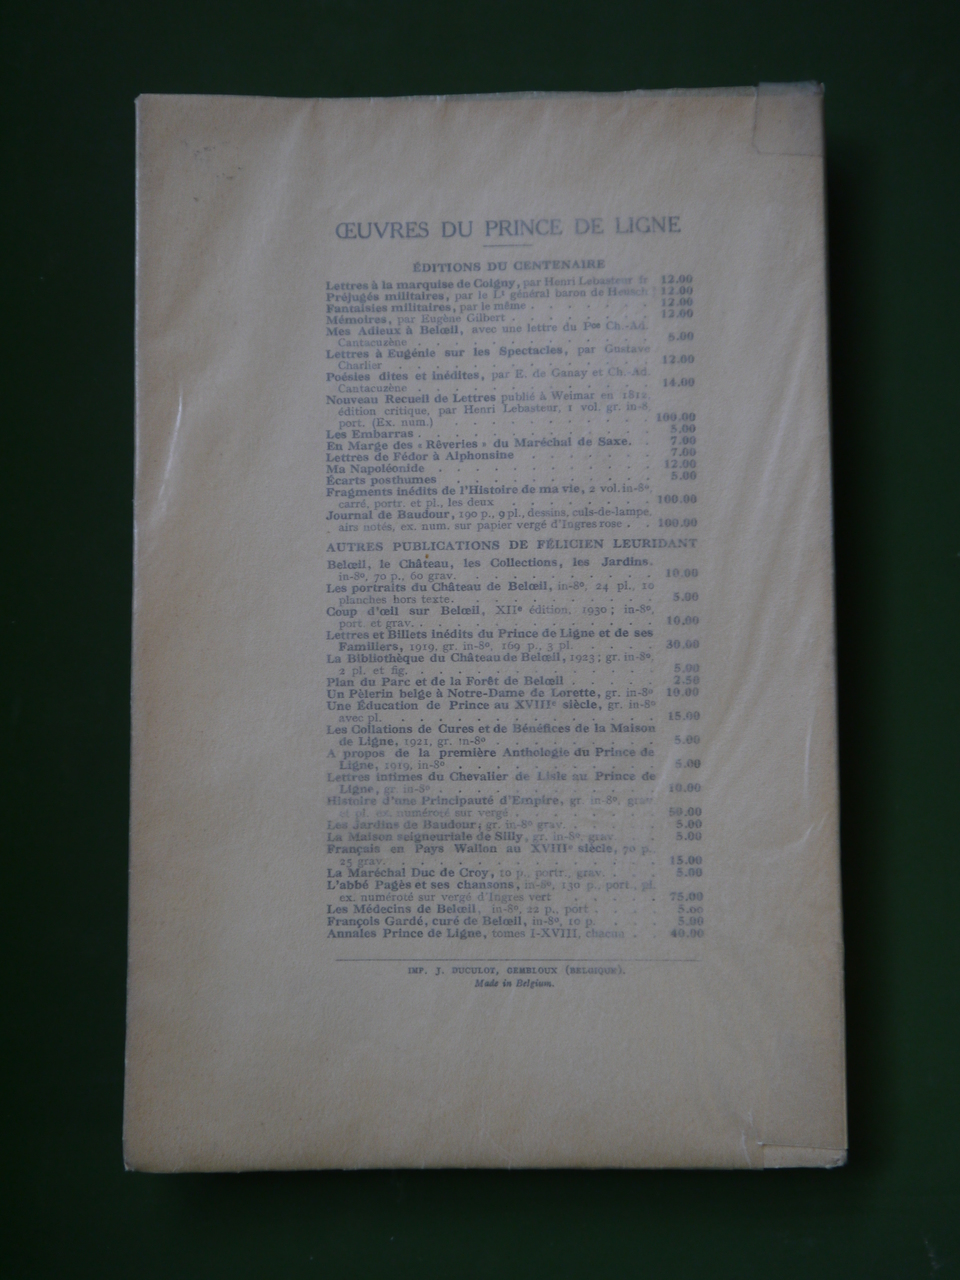 ŒUVRES DU PRINCE DE LIGNE
ÉDITIONS DU CENTENAIRE
Lettres à la marquise de Coigny, par Henri Lebasteur fr 12.00
Préjugés militaires, par le Lt général baron de Heusch 12.00
Fantaisies militaires, par le même . . . . . . 12.00
Mémoires, par Eugène Gilbert . . . . . . . 12.00
Mes Adieux à Belœil, avec une lettre du Pce Ch.-Ad.
Cantacuzène . . . . . . . . . . . 5.00
Lettres à Eugénie sur les Spectacles, par Gustave
Charlier . . . . . . . . . . . . 12.00
Poésies dites et inédites, par E. de Ganay et Ch.-Ad.
Cantacuzène . . . . . . . . . . . 14.00
Nouveau Recueil de Lettres publié à Weimar en 1812,
édition critique, par Henri Lebasteur, 1 vol. gr. in-8,
port. (Ex. num.) . . . . . . . . . 100.00
Les Embarras . . . . . . . . . . . 5.00
En Marge des « Rêveries » du Maréchal de Saxe. . 7.00
Lettres de Fédor à Alphonsine . . . . . . 7.00
Ma Napoléonide . . . . . . . . . . 12.00
Écarts posthumes . . . . . . . . . . 5.00
Fragments inédits de l'Histoire de ma vie, 2 vol. in-8º,
carré, portr. et pl., les deux . . . . . . . 100.00
Journal de Baudour, 190 p., 9 pl., dessins, culs-de-lampe,
airs notés, ex. num. sur papier vergé d'Ingres rose . . 100.00
AUTRES PUBLICATIONS DE FÉLICIEN LEURIDANT
Belœil, le Château, les Collections, les Jardins.
in-8º, 70 p., 60 grav. . . . . . . . . . 10.00
Les portraits du Château de Belœil, in-8º, 24 pl., 10
planches hors texte. . . . . . . . . . 5.00
Coup d'œil sur Belœil, XIIe édition, 1930 ; in-8º,
port. et grav. . . . . . . . . . . . 10.00
Lettres et Billets inédits du Prince de Ligne et de ses
Familiers, 1919, gr. in-8º, 169 p., 3 pl. . . . . 30.00
La Bibliothèque du Château de Belœil, 1923 ; gr. in-8º,
2 pl. et fig. . . . . . . . . . . . 5.00
Plan du Parc et de la Forêt de Belœil . . . . . 2.50
Un Pèlerin belge à Notre-Dame de Lorette, gr. in-8º 10.00
Une Éducation de Prince au XVIIIe siècle, gr. in-8º
avec pl. . . . . . . . . . . . . 15.00
Les Collations de Cures et de Bénéfices de la Maison
de Ligne, 1921, gr. in-8º . . . . . . . . 5.00
A propos de la première Anthologie du Prince de
Ligne, 1919, in-8º . . . . . . . . . . 5.00
Lettres intimes du Chevalier de Lisle au Prince de
Ligne, gr. in-8º . . . . . . . . . . 10.00
Histoire d'une Principauté d'Empire, gr. in-8º, grav.
et pl. ex. numéroté sur vergé . . . . . . . 50.00
Les Jardins de Baudour, gr. in-8º grav. . . . . 5.00
La Maison seigneuriale de Silly, gr. in-8º, grav . . 5.00
Français en Pays Wallon au XVIIIe siècle, 70 p.,
25 grav. . . . . . . . . . . . . 15.00
La Maréchal Duc de Croy, 10 p., portr., grav. . . 5.00
L'abbé Pagès et ses chansons, in-8º, 130 p., port., pl.
ex. numéroté sur vergé d'Ingres vert . . . . . 75.00
Les Médecins de Belœil, in-8º, 22 p., port . . . . 5.00
François Gardé, curé de Belœil, in-8º, 10 p. . . . 5.00
Annales Prince de Ligne, tomes I-XVIII, chacun . . 40.00
IMP. J. DUCULOT, GEMBLOUX (BELGIQUE).
Made in Belgium.